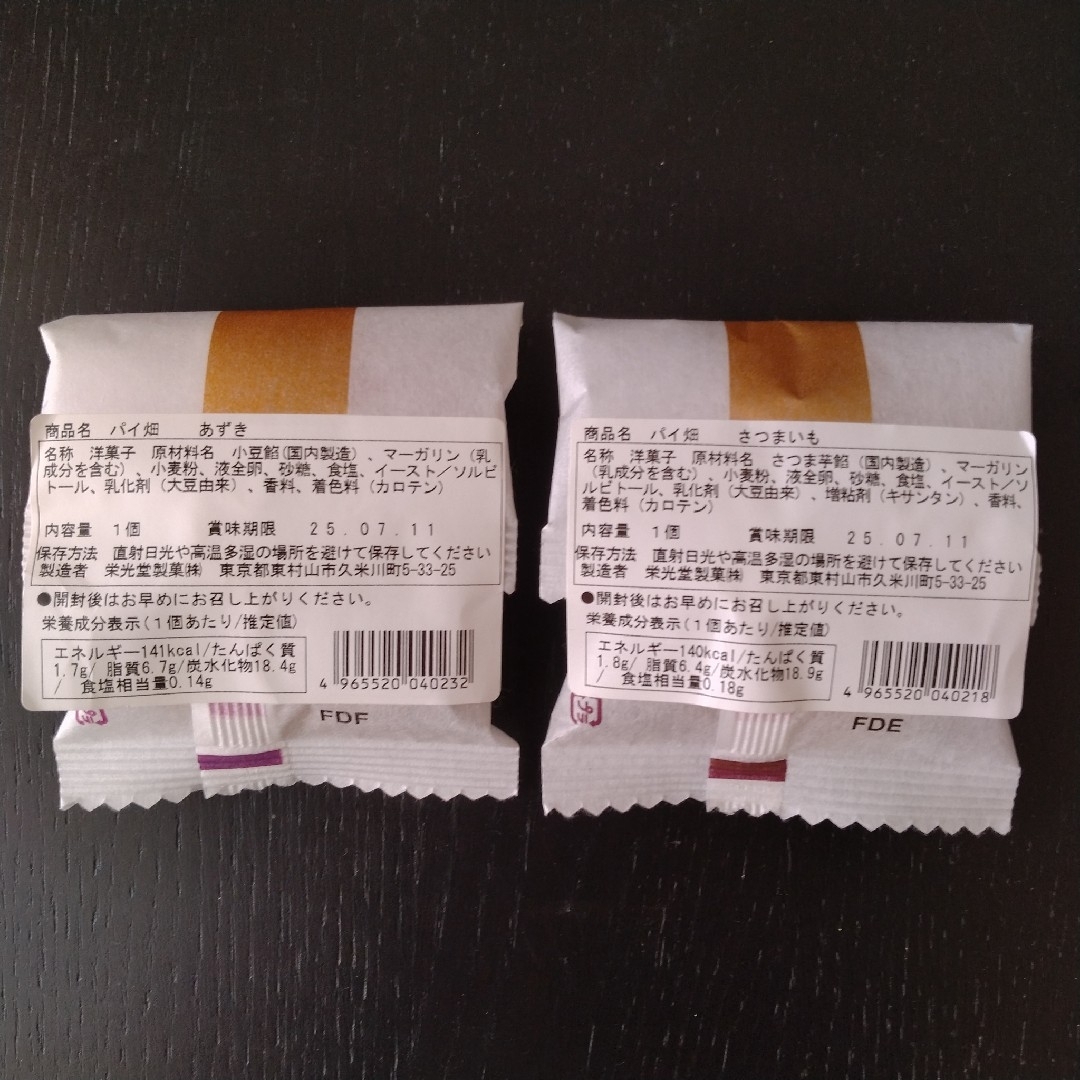 商品名 パイ畑 あずき
名称 洋菓子 原材料名 小豆餡(国内製造)、マーガリン(乳
成分を含む)、小麦粉、液全卵、砂糖、食塩、イースト/ソルビ
トール、乳化剤(大豆由来)、香料、着色料(カロテン)
内容量 1個 賞味期限 25.07.11
保存方法 直射日光や高温多湿の場所を避けて保存してください
製造者 栄光堂製菓㈱ 東京都東村山市久米川町5-33-25
●開封後はお早めにお召し上がりください。
栄養成分表示(1個あたり/推定値)
エネルギー141kcal/たんぱく質
1.7g/ 脂質6.7g/炭水化物18.4g
/ 食塩相当量0.14g
4 965520 040232
プラ
FDF
商品名 パイ畑 さつまいも
名称 洋菓子 原材料名 さつま芋餡(国内製造)、マーガリン
(乳成分を含む)、小麦粉、液全卵、砂糖、食塩、イースト/ソ
ルビトール、乳化剤(大豆由来)、増粘剤(キサンタン)、香料、
着色料(カロテン)
内容量 1個 賞味期限 25.07.11
保存方法 直射日光や高温多湿の場所を避けて保存してください
製造者 栄光堂製菓㈱ 東京都東村山市久米川町5-33-25
●開封後はお早めにお召し上がりください。
栄養成分表示(1個あたり/推定値)
エネルギー140kcal/たんぱく質
1.8g/ 脂質6.4g/炭水化物18.9g
/ 食塩相当量0.18g
4 965520 040218
プラ
FDE